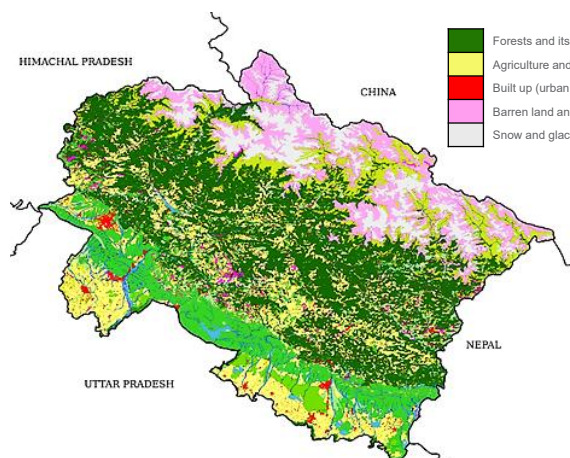 HIMACHAL PRADESH
CHINA
Forests and its
Agriculture and
Built up (urban
Barren land an
Snow and glac
NEPAL
UTTAR PRADESH